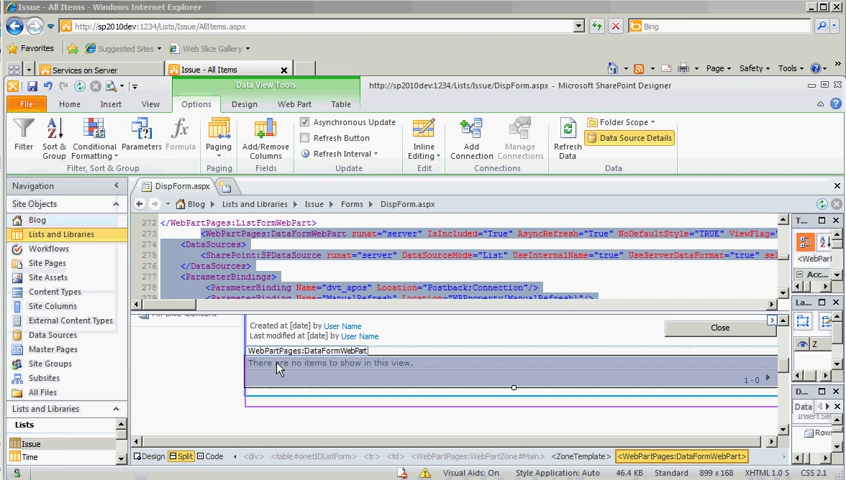 Issue - All Items - Windows Internet Explorer
http://sp2010dev:1234/Lists/Issue/AllItems.aspx
Bing
Favorites
Suggested Sites
Web Slice Gallery
Services on Server
Issue - All Items
Page
Safety
Tools
Data View Tools
http://sp2010dev:1234/Lists/Issue/DispForm.aspx - Microsoft SharePoint Designer
File
Home
Insert
View
Options
Design
Web Part
Table
Filter
Sort & Group
Conditional Formatting
Parameters
Formula
Paging
Add/Remove Columns
Asynchronous Update
Refresh Button
Refresh Interval
Inline Editing
Add Connection
Manage Connections
Refresh Data
Folder Scope
Data Source Details
Filter, Sort & Group
Paging
Fields
Update
Editing
Connections
Data
Navigation
DispForm.aspx
Site Objects
Blog
Lists and Libraries
Issue
Forms
DispForm.aspx
Blog
Lists and Libraries
Workflows
Site Pages
Site Assets
Content Types
Site Columns
External Content Types
Data Sources
Master Pages
Site Groups
Subsites
All Files
Lists and Libraries
Lists
Issue
Time
272 </WebPartPages:ListFormWebPart>
273 <WebPartPages:DataFormWebPart runat="server" IsIncluded="True" AsyncRefresh="True" NoDefaultStyle="TRUE" ViewFlag="
274 <DataSources>
275 <SharePoint:SPDataSource runat="server" DataSourceMode="List" UseInternalName="true" UseServerDataFormat="true" sel
276 </DataSources>
277 <ParameterBindings>
278 <ParameterBinding Name="dvt_apos" Location="Postback;Connection"/>
Created at [date] by User Name
Last modified at [date] by User Name
Close
WebPartPages:DataFormWebPart
There are no items to show in this view.
1 - 0
Design
Split
Code
<div>
<table#onetIDListForm>
<tr>
<td>
<WebPartPages:WebPartZone#Main>
<ZoneTemplate>
<WebPartPages:DataFormWebPart>
Visual Aids: On
Style Application: Auto
46.4 KB
Standard
899 x 168
XHTML 1.0 S
CSS 2.1